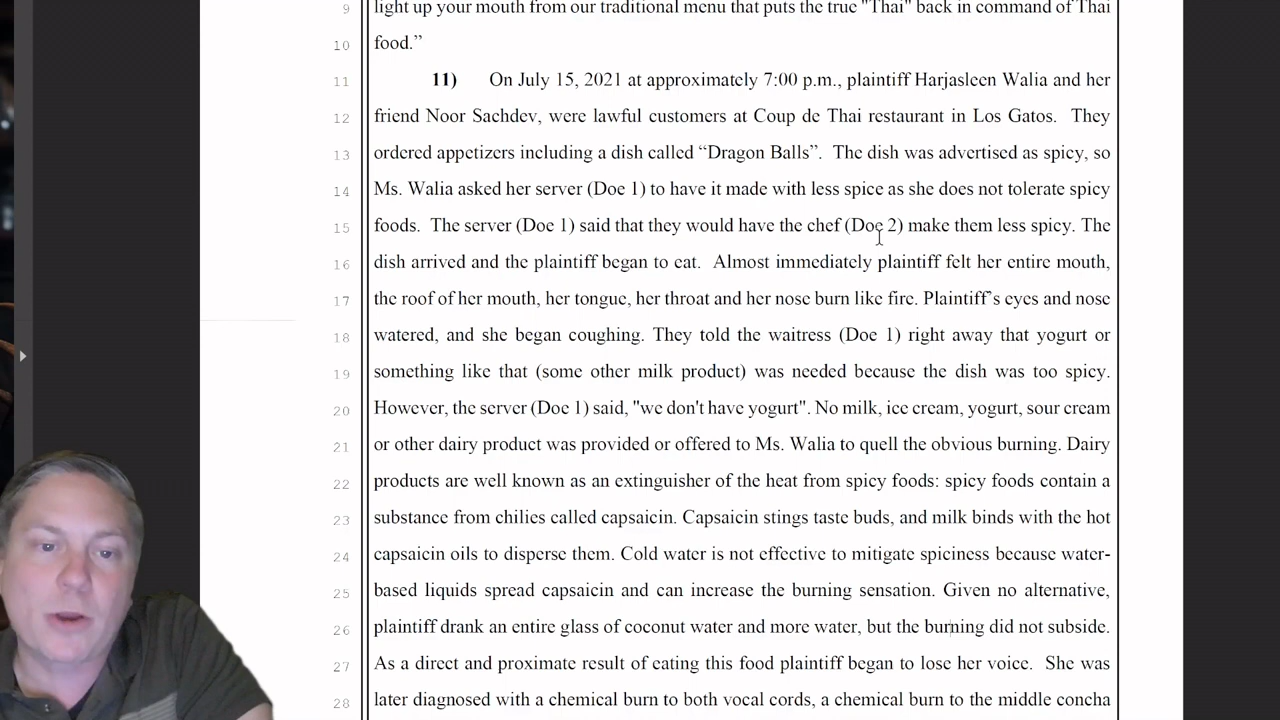 9 light up your mouth from our traditional menu that puts the true "Thai" back in command of Thai
10 food.”
11 11) On July 15, 2021 at approximately 7:00 p.m., plaintiff Harjasleen Walia and her
12 friend Noor Sachdev, were lawful customers at Coup de Thai restaurant in Los Gatos. They
13 ordered appetizers including a dish called “Dragon Balls”. The dish was advertised as spicy, so
14 Ms. Walia asked her server (Doe 1) to have it made with less spice as she does not tolerate spicy
15 foods. The server (Doe 1) said that they would have the chef (Doe 2) make them less spicy. The
16 dish arrived and the plaintiff began to eat. Almost immediately plaintiff felt her entire mouth,
17 the roof of her mouth, her tongue, her throat and her nose burn like fire. Plaintiff’s eyes and nose
18 watered, and she began coughing. They told the waitress (Doe 1) right away that yogurt or
19 something like that (some other milk product) was needed because the dish was too spicy.
20 However, the server (Doe 1) said, "we don't have yogurt". No milk, ice cream, yogurt, sour cream
21 or other dairy product was provided or offered to Ms. Walia to quell the obvious burning. Dairy
22 products are well known as an extinguisher of the heat from spicy foods: spicy foods contain a
23 substance from chilies called capsaicin. Capsaicin stings taste buds, and milk binds with the hot
24 capsaicin oils to disperse them. Cold water is not effective to mitigate spiciness because water-
25 based liquids spread capsaicin and can increase the burning sensation. Given no alternative,
26 plaintiff drank an entire glass of coconut water and more water, but the burning did not subside.
27 As a direct and proximate result of eating this food plaintiff began to lose her voice. She was
28 later diagnosed with a chemical burn to both vocal cords, a chemical burn to the middle concha